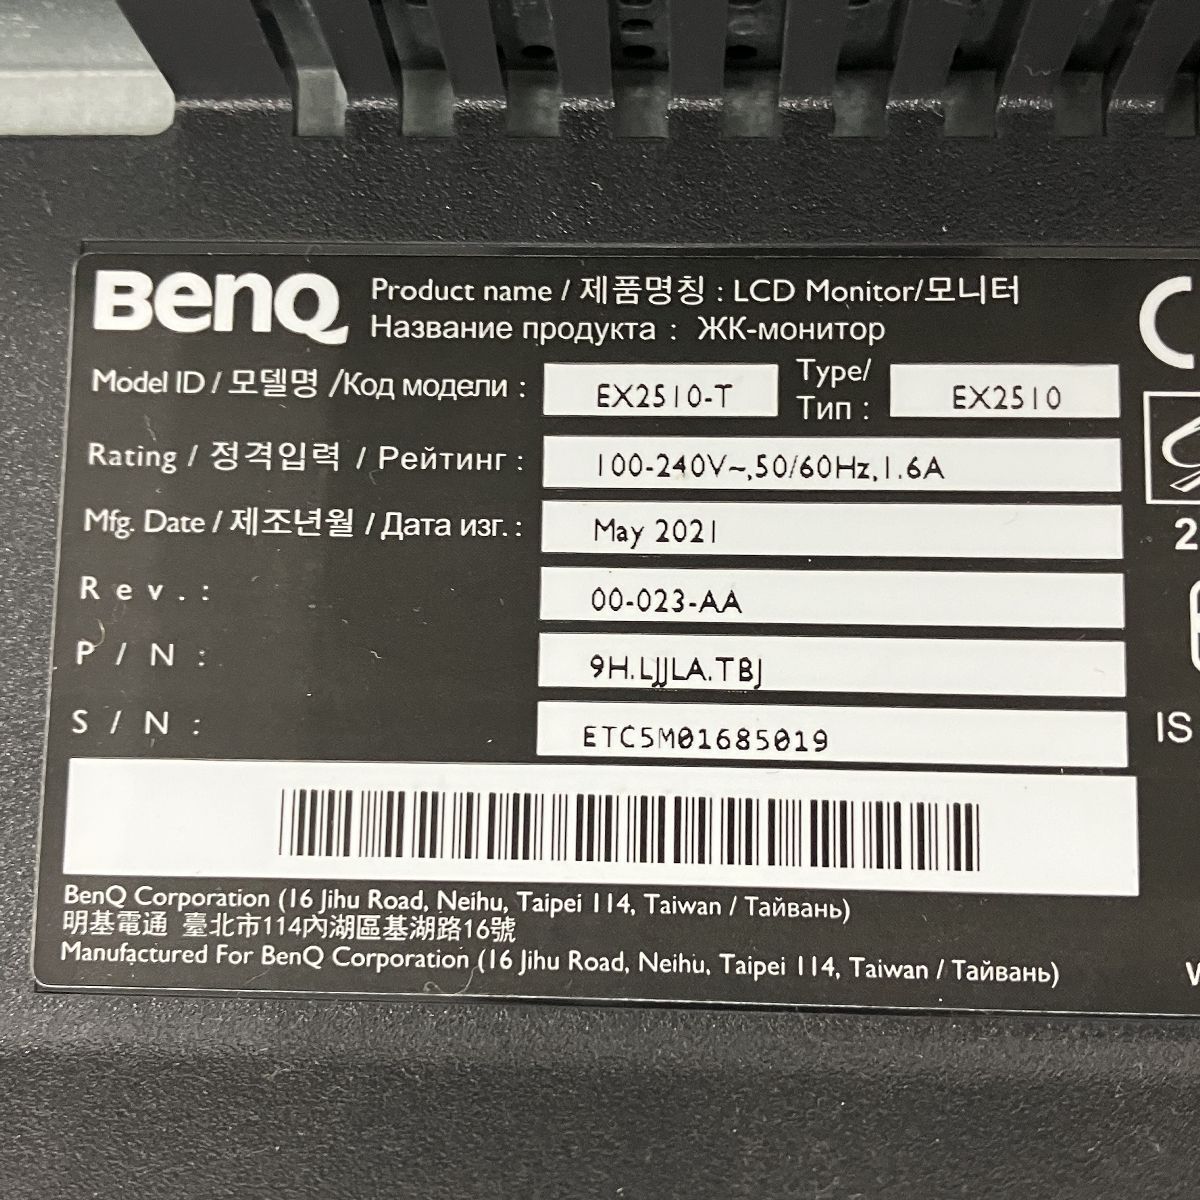 BenQ
Product name / 제품명칭 : LCD Monitor/모니터
Название продукта : ЖК-монитор
Model ID / 모델명 /Код модели : EX2510-T Type/ Тип : EX2510
Rating / 정격입력 / Рейтинг : 100-240V~,50/60Hz,1.6A
Mfg. Date / 제조년월 / Дата изг. : May 2021
Rev. : 00-023-AA
P/N : 9H.LJJLA.TBJ
S/N : ETC5M01685019
BenQ Corporation (16 Jihu Road, Neihu, Taipei 114, Taiwan / Тайвань)
明基電通 臺北市114內湖區基湖路16號
Manufactured For BenQ Corporation (16 Jihu Road, Neihu, Taipei 114, Taiwan / Тайвань)
2
IS